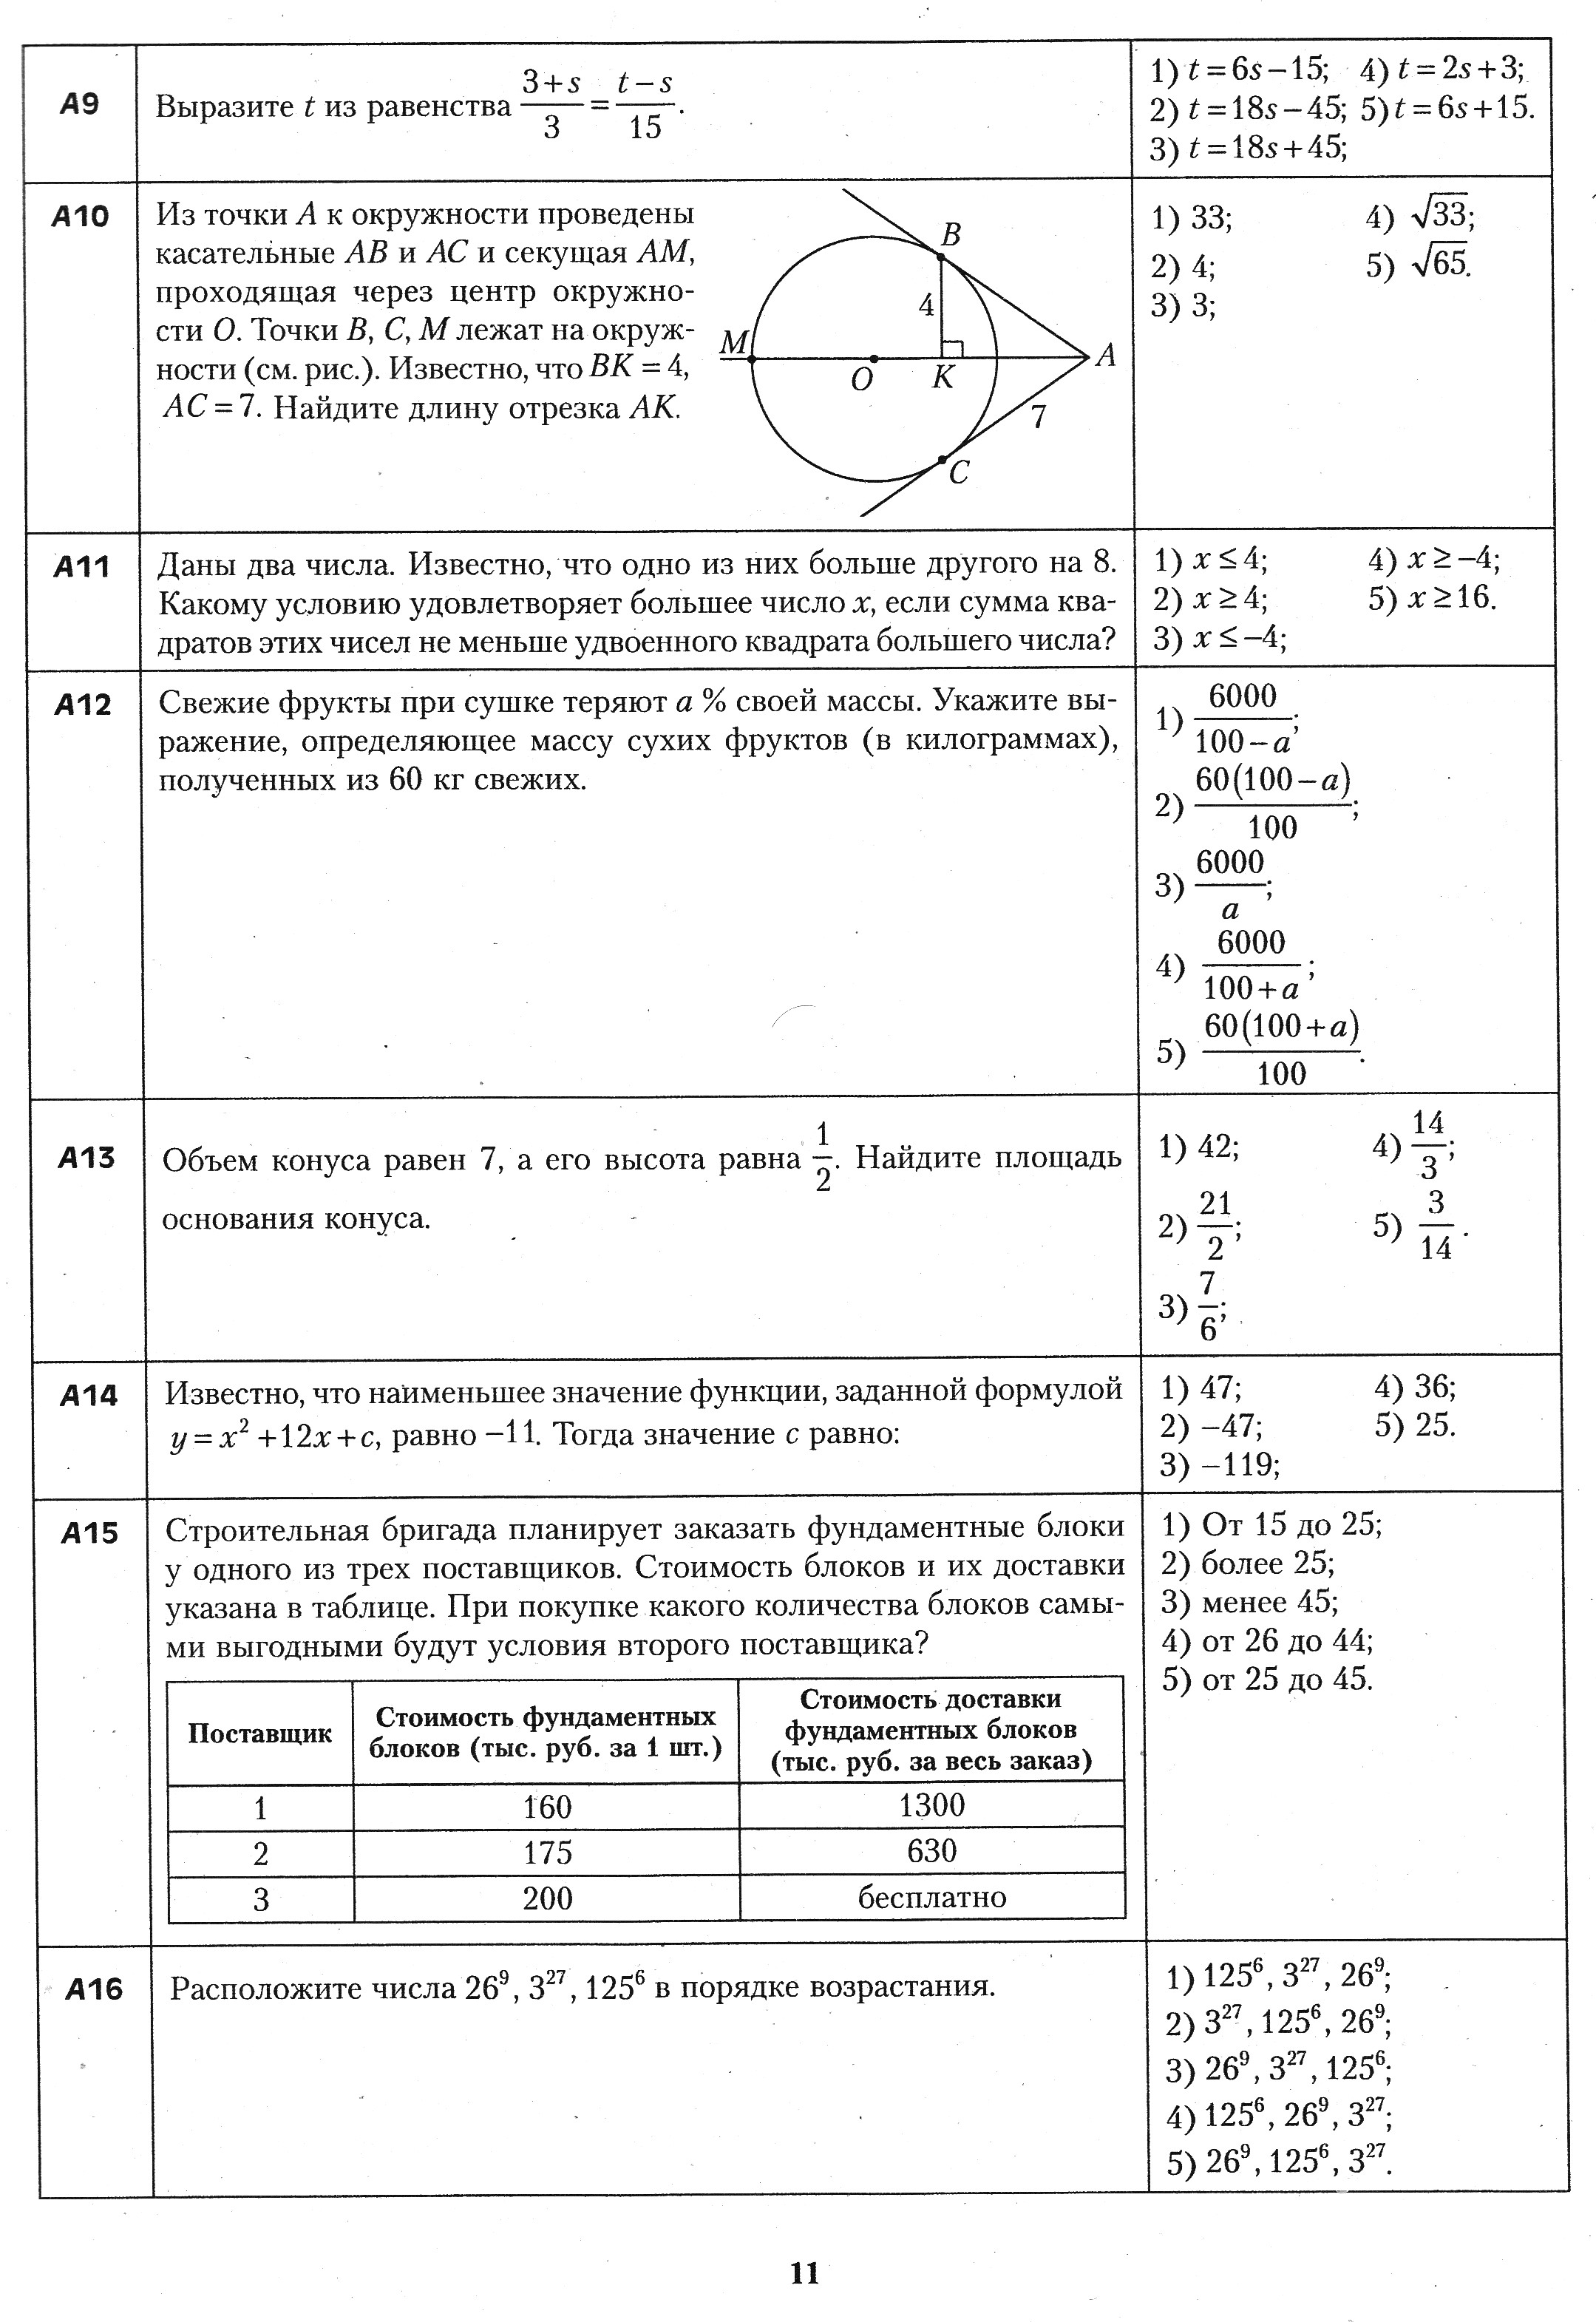 А9
Выразите t из равенства (3+s)/3 = (t−s)/15.
1) t=6s−15; 4) t=2s+3;
2) t=18s−45; 5) t=6s+15.
3) t=18s+45;
А10
Из точки A к окружности проведены
касательные AB и AC и секущая AM,
проходящая через центр окружно-
сти O. Точки B, C, M лежат на окруж-
ности (см. рис.). Известно, что BK = 4,
AC = 7. Найдите длину отрезка AK.
B
4
M
O
K
A
7
C
1) 33; 4) √33;
2) 4; 5) √65.
3) 3;
А11
Даны два числа. Известно, что одно из них больше другого на 8.
Какому условию удовлетворяет большее число x, если сумма ква-
дратов этих чисел не меньше удвоенного квадрата большего числа?
1) x ≤ 4; 4) x ≥ −4;
2) x ≥ 4; 5) x ≥ 16.
3) x ≤ −4;
А12
Свежие фрукты при сушке теряют a % своей массы. Укажите вы-
ражение, определяющее массу сухих фруктов (в килограммах),
полученных из 60 кг свежих.
1) 6000/(100−a);
2) 60(100−a)/100;
3) 6000/a;
4) 6000/(100+a);
5) 60(100+a)/100.
А13
Объем конуса равен 7, а его высота равна 1/2. Найдите площадь
основания конуса.
1) 42; 4) 14/3;
2) 21/2; 5) 3/14.
3) 7/6;
А14
Известно, что наименьшее значение функции, заданной формулой
y = x² +12x + c, равно −11. Тогда значение c равно:
1) 47; 4) 36;
2) −47; 5) 25.
3) −119;
А15
Строительная бригада планирует заказать фундаментные блоки
у одного из трех поставщиков. Стоимость блоков и их доставки
указана в таблице. При покупке какого количества блоков самы-
ми выгодными будут условия второго поставщика?
Поставщик
Стоимость фундаментных
блоков (тыс. руб. за 1 шт.)
Стоимость доставки
фундаментных блоков
(тыс. руб. за весь заказ)
1 160 1300
2 175 630
3 200 бесплатно
1) От 15 до 25;
2) более 25;
3) менее 45;
4) от 26 до 44;
5) от 25 до 45.
А16
Расположите числа 26⁹, 3²⁷, 125⁶ в порядке возрастания.
1) 125⁶, 3²⁷, 26⁹;
2) 3²⁷, 125⁶, 26⁹;
3) 26⁹, 3²⁷, 125⁶;
4) 125⁶, 26⁹, 3²⁷;
5) 26⁹, 125⁶, 3²⁷.
11